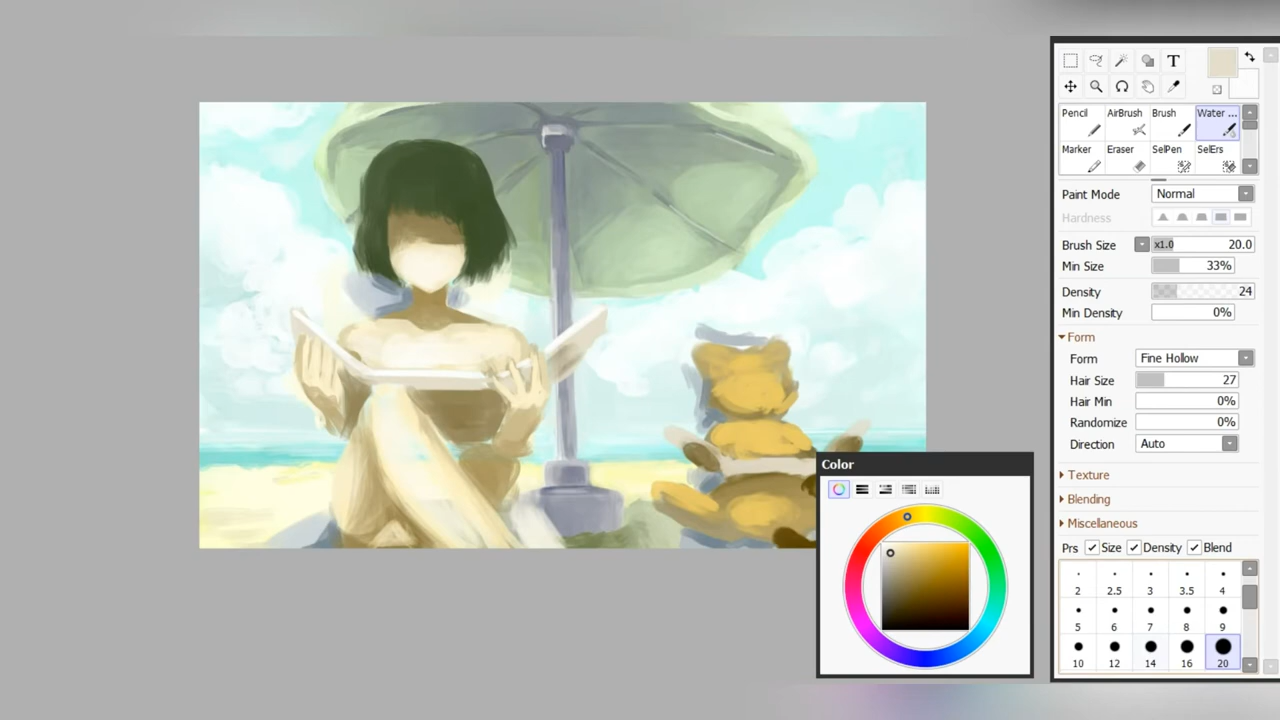 T
Pencil AirBrush Brush Water ...
Marker Eraser SelPen SelErs
Paint Mode Normal
Hardness
Brush Size x1.0 20.0
Min Size 33%
Density 24
Min Density 0%
Form
Form Fine Hollow
Hair Size 27
Hair Min 0%
Randomize 0%
Direction Auto
Color
Texture
Blending
Miscellaneous
Prs Size Density Blend
2 2.5 3 3.5 4
5 6 7 8 9
10 12 14 16 20